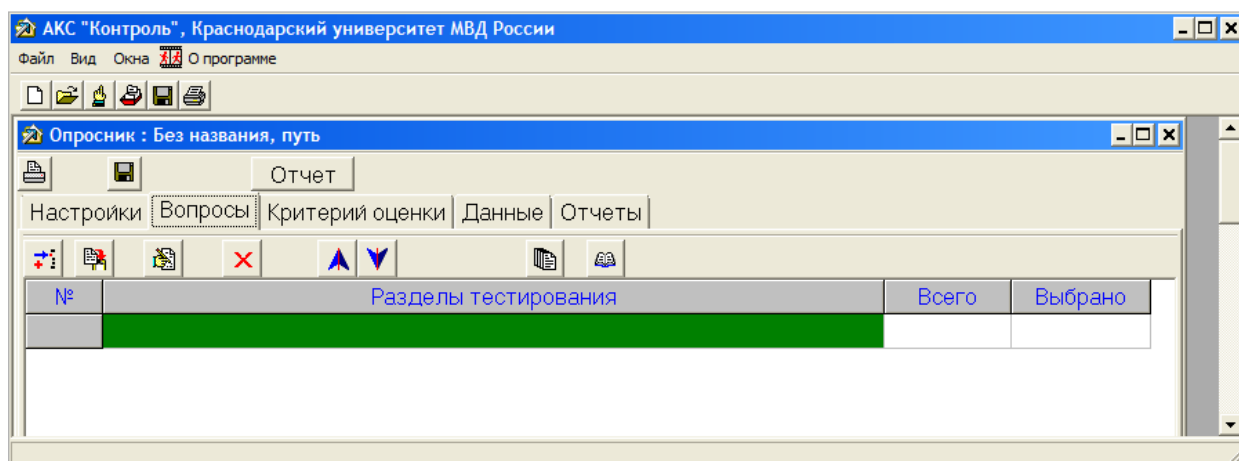 АКС "Контроль", Краснодарский университет МВД России
Файл Вид Окна О программе
Опросник : Без названия, путь
Отчет
Настройки Вопросы Критерий оценки Данные Отчеты
№ Разделы тестирования Всего Выбрано